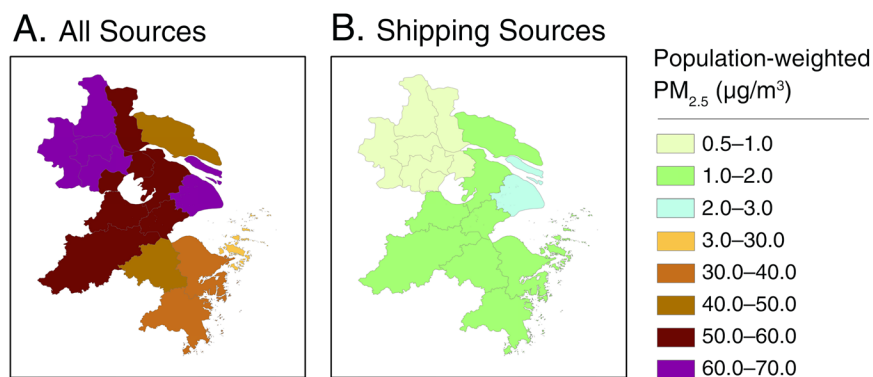 A. All Sources
B. Shipping Sources
Population-weighted
PM2.5 (µg/m³)
0.5–1.0
1.0–2.0
2.0–3.0
3.0–30.0
30.0–40.0
40.0–50.0
50.0–60.0
60.0–70.0